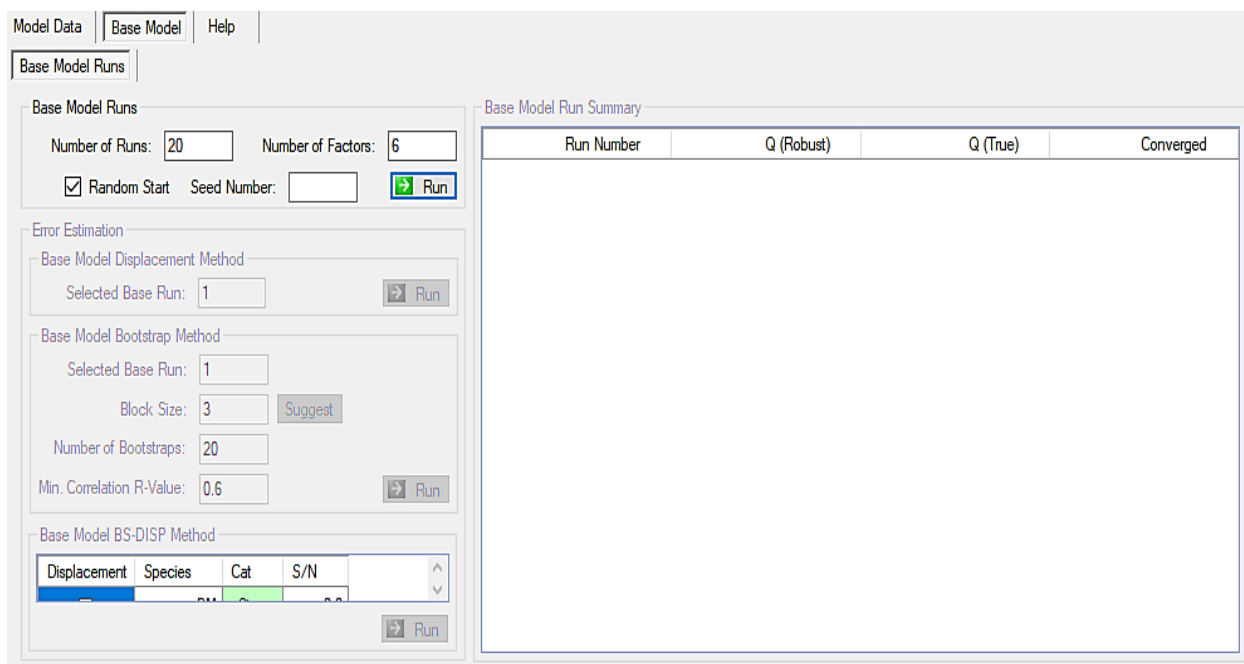 Model Data Base Model Help
Base Model Runs
Base Model Runs
Number of Runs: 20 Number of Factors: 6
Random Start Seed Number: Run
Error Estimation
Base Model Displacement Method
Selected Base Run: 1 Run
Base Model Bootstrap Method
Selected Base Run: 1
Block Size: 3 Suggest
Number of Bootstraps: 20
Min. Correlation R-Value: 0.6 Run
Base Model BS-DISP Method
Displacement Species Cat S/N
Run
Base Model Run Summary
Run Number Q (Robust) Q (True) Converged